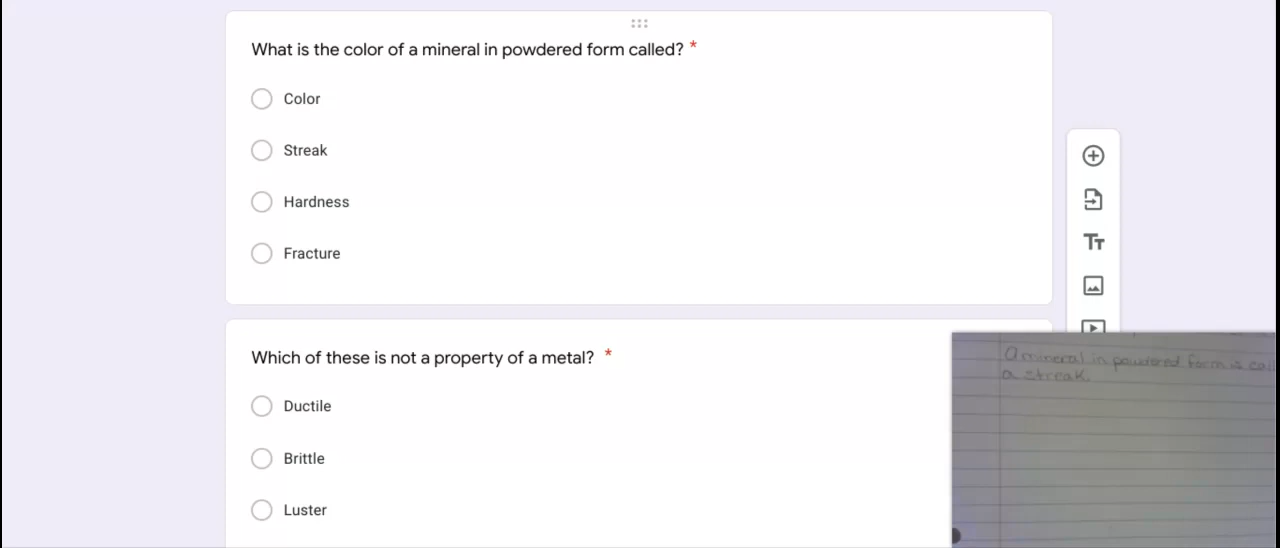 What is the color of a mineral in powdered form called? *
Color
Streak
Hardness
Fracture
Which of these is not a property of a metal? *
Ductile
Brittle
Luster
a mineral in powdered form is
a streak.